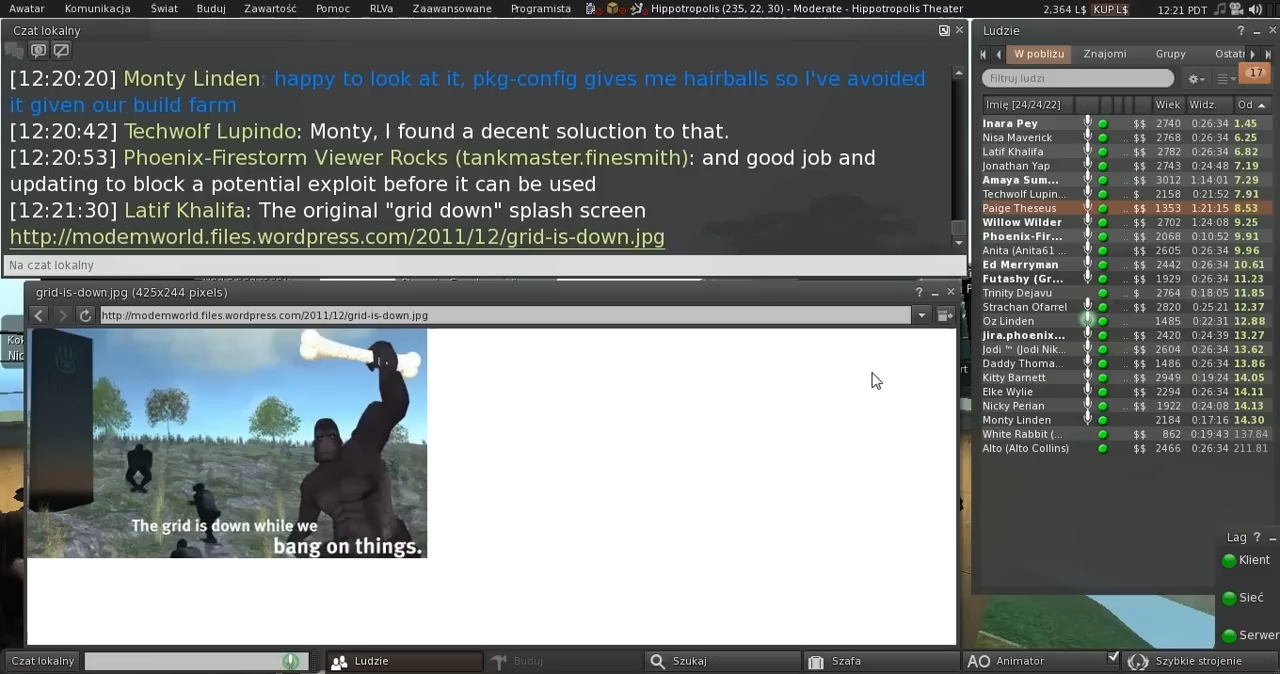 Awatar Komunikacja Świat Buduj Zawartość Pomoc RLVa Zaawansowane Programista Hippotropolis (235, 22, 30) - Moderate - Hippotropolis Theater 2,364 L$ KUP L$ 12:21 PDT
Czat lokalny
[12:20:20] Monty Linden: happy to look at it, pkg-config gives me hairballs so I've avoided
it given our build farm
[12:20:42] Techwolf Lupindo: Monty, I found a decent soluction to that.
[12:20:53] Phoenix-Firestorm Viewer Rocks (tankmaster.finesmith): and good job and
updating to block a potential exploit before it can be used
[12:21:30] Latif Khalifa: The original "grid down" splash screen
http://modemworld.files.wordpress.com/2011/12/grid-is-down.jpg
Na czat lokalny
grid-is-down.jpg (425x244 pixels)
http://modemworld.files.wordpress.com/2011/12/grid-is-down.jpg
The grid is down while we
bang on things.
Ludzie
W pobliżu Znajomi Grupy Ostatn
17
Filtruj ludzi
Imię [24/24/22] Wiek Widz. Od
Inara Pey $$ 2740 0:26:34 1.45
Nisa Maverick $$ 2768 0:26:34 6.25
Latif Khalifa $$ 2782 0:26:34 6.82
Jonathan Yap .. $$ 2743 0:24:48 7.19
Amaya Sum... .. $$ 3012 1:14:01 7.29
Techwolf Lupin... .. $ 2158 0:21:52 7.91
Paige Theseus $$ 1353 1:21:15 8.53
Willow Wilder $$ 2702 1:24:08 9.25
Phoenix-Fir... .. $$ 2068 0:10:52 9.91
Anita (Anita61 ... .. $$ 2605 0:26:34 9.96
Ed Merryman .. $$ 2442 0:26:34 10.61
Futashy (Gr... $$ 1929 0:26:34 11.23
Trinity Dejavu $ 2764 0:18:05 11.85
Strachan Ofarrel .. $$ 2820 0:25:21 12.37
Oz Linden .. 1485 0:22:31 12.88
jira.phoenix... $$ 2420 0:24:39 13.27
Jodi ™ (Jodi Nik... .. $$ 2604 0:26:34 13.62
Daddy Thoma... .. $$ 1486 0:26:34 13.86
Kitty Barnett .. $$ 2949 0:19:24 14.05
Elke Wylie .. $$ 2294 0:26:34 14.11
Nicky Perian .. $$ 1922 0:24:08 14.13
Monty Linden 2184 0:17:16 14.30
White Rabbit (... $$ 862 0:19:43 137.84
Alto (Alto Collins) $$ 2466 0:26:34 211.81
Lag
Klient
Sieć
Serwer
Czat lokalny Ludzie Buduj Szukaj Szafa AO Animator Szybkie strojenie